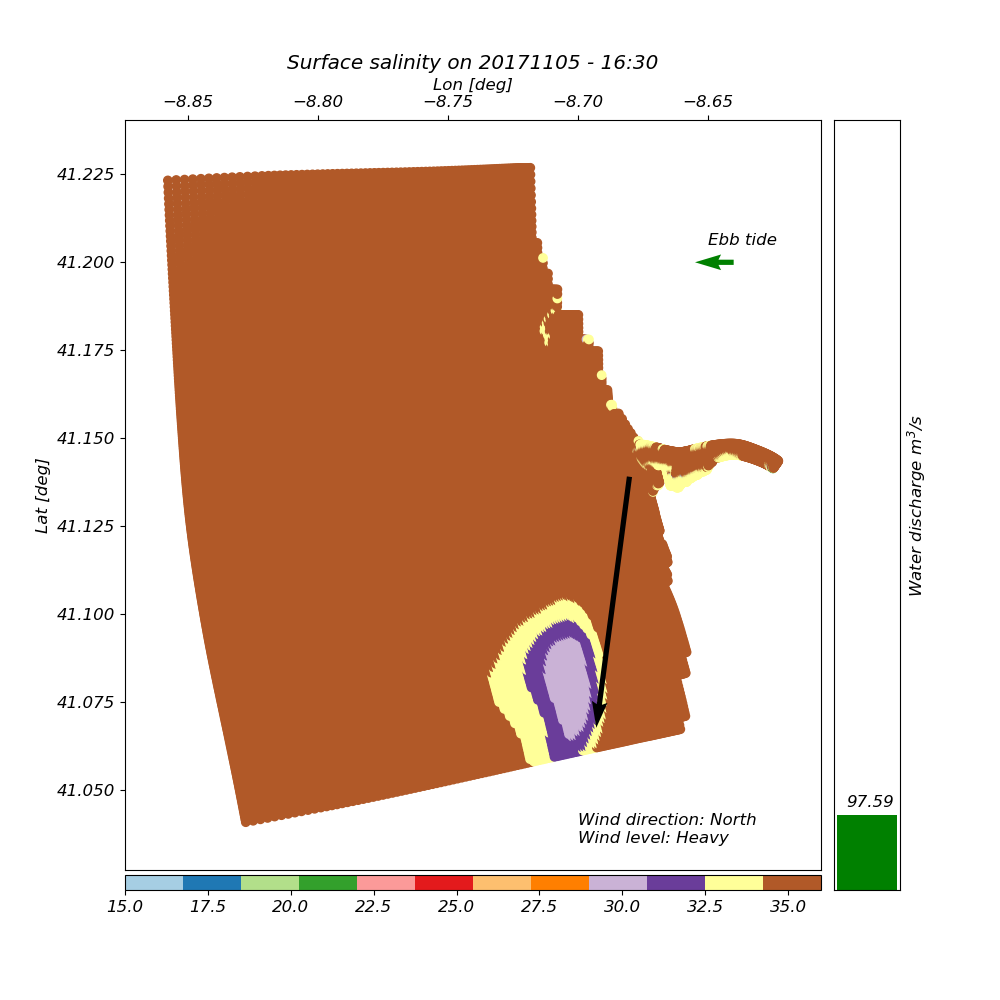 Surface salinity on 20171105 - 16:30
Lon [deg]
−8.85 −8.80 −8.75 −8.70 −8.65
41.225
41.200
41.175
41.150
41.125
41.100
41.075
41.050
Lat [deg]
Ebb tide
Wind direction: North
Wind level: Heavy
15.0 17.5 20.0 22.5 25.0 27.5 30.0 32.5 35.0
97.59
Water discharge m³/s